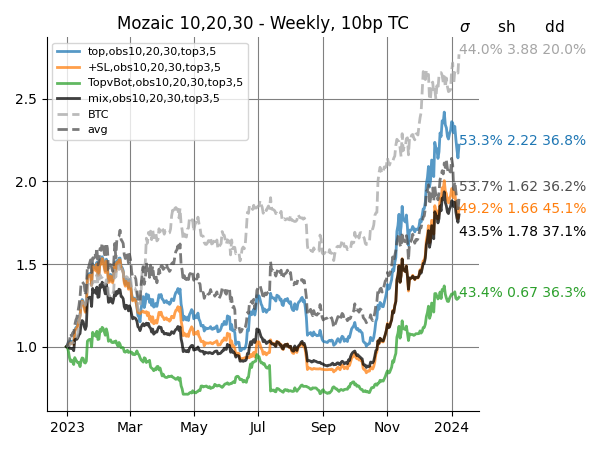 Mozaic 10,20,30 - Weekly, 10bp TC
σ sh dd
top,obs10,20,30,top3,5
+SL,obs10,20,30,top3,5
TopvBot,obs10,20,30,top3,5
mix,obs10,20,30,top3,5
BTC
avg
44.0% 3.88 20.0%
53.3% 2.22 36.8%
53.7% 1.66 36.2%
49.2% 1.66 45.1%
43.5% 1.78 37.1%
43.4% 0.67 36.3%
2.5
2.0
1.5
1.0
2023 Mar May Jul Sep Nov 2024